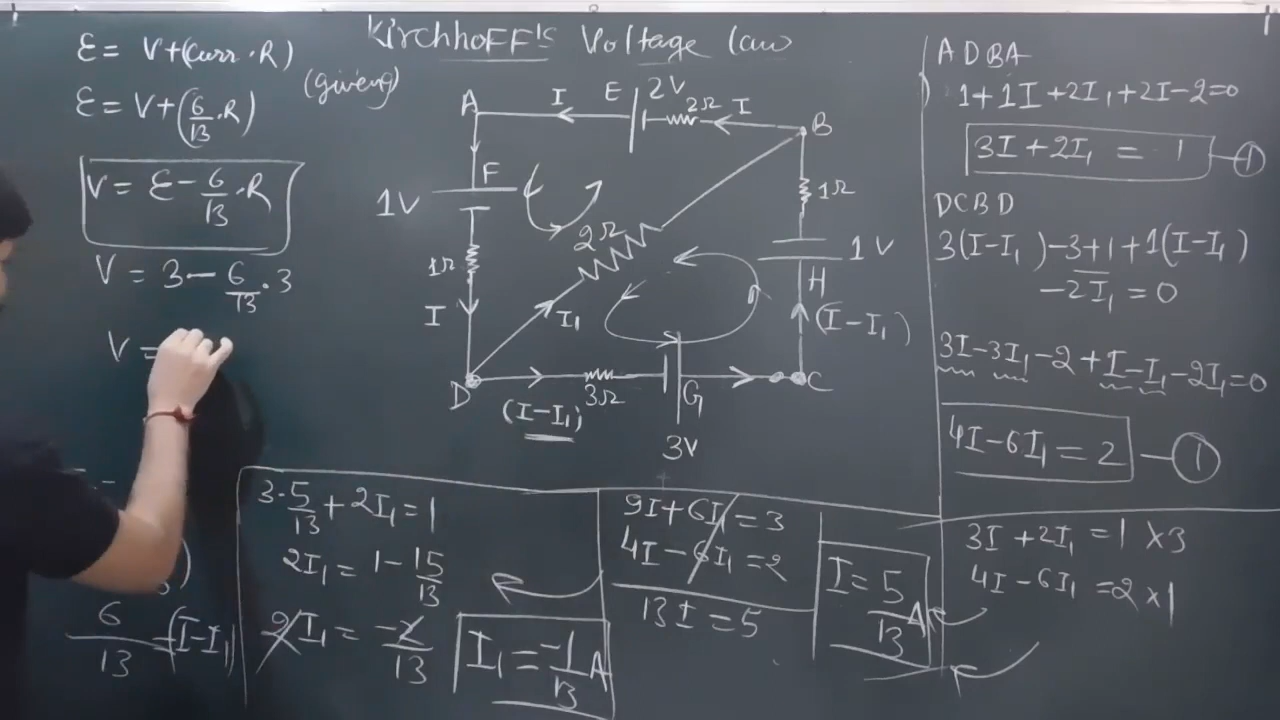 KirchhoFF's Voltage law
ε = V+(Curr · R)
(giving)
ε = V+(6/13 · R)
V = ε − 6/13 · R
V = 3 − 6/13 · 3
V =
A
I
E
2V
2Ω
I
B
F
1V
1Ω
I
2Ω
I₁
1Ω
1V
H
(I−I₁)
D
3Ω
G
C
(I−I₁)
3V
ADBA
1+1I+2I₁+2I−2=0
3I+2I₁ = 1 —①
DCBD
3(I−I₁)−3+1+1(I−I₁)
−2I₁=0
3I−3I₁−2+I−I₁−2I₁=0
4I−6I₁=2 —①
3I+2I₁=1 ×3
4I−6I₁=2 ×1
9I+6I₁=3
4I−6I₁=2
13I=5
I=5/13 A
3·5/13+2I₁=1
2I₁=1−15/13
2I₁=−2/13
I₁=−1/13 A
6/13 =(I−I₁)